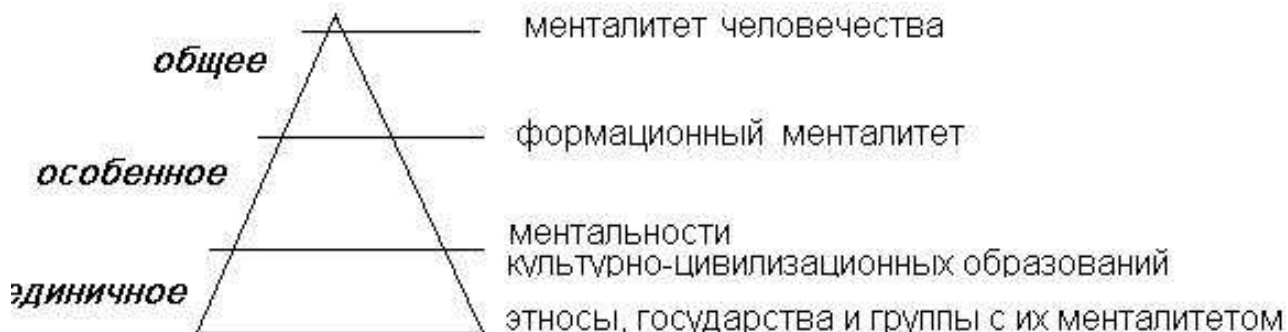 менталитет человечества
общее
формационный менталитет
особенное
ментальности
культурно-цивилизационных образований
единичное
этносы, государства и группы с их менталитетом